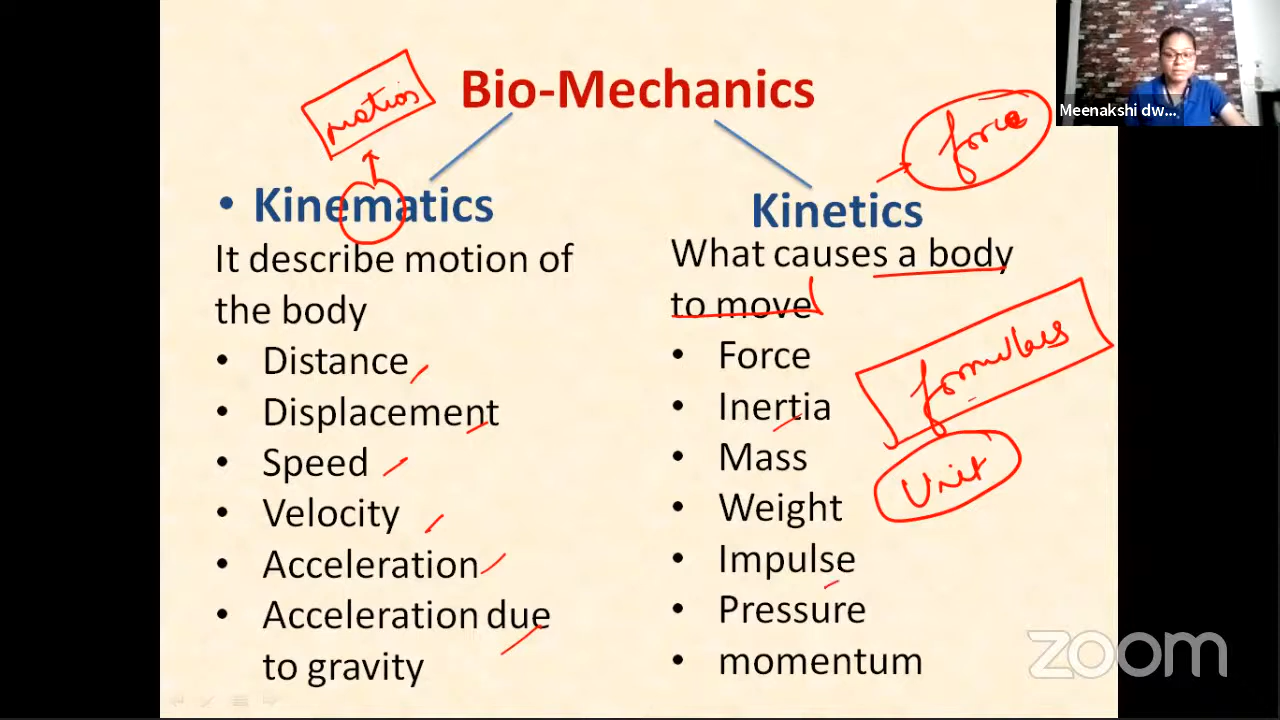 Bio-Mechanics
motion
force
• Kinematics
It describe motion of
the body
• Distance
• Displacement
• Speed
• Velocity
• Acceleration
• Acceleration due
to gravity
Kinetics
What causes a body
to move
• Force
• Inertia
• Mass
• Weight
• Impulse
• Pressure
• momentum
formulaes
Unit
Meenakshi dw...
zoom